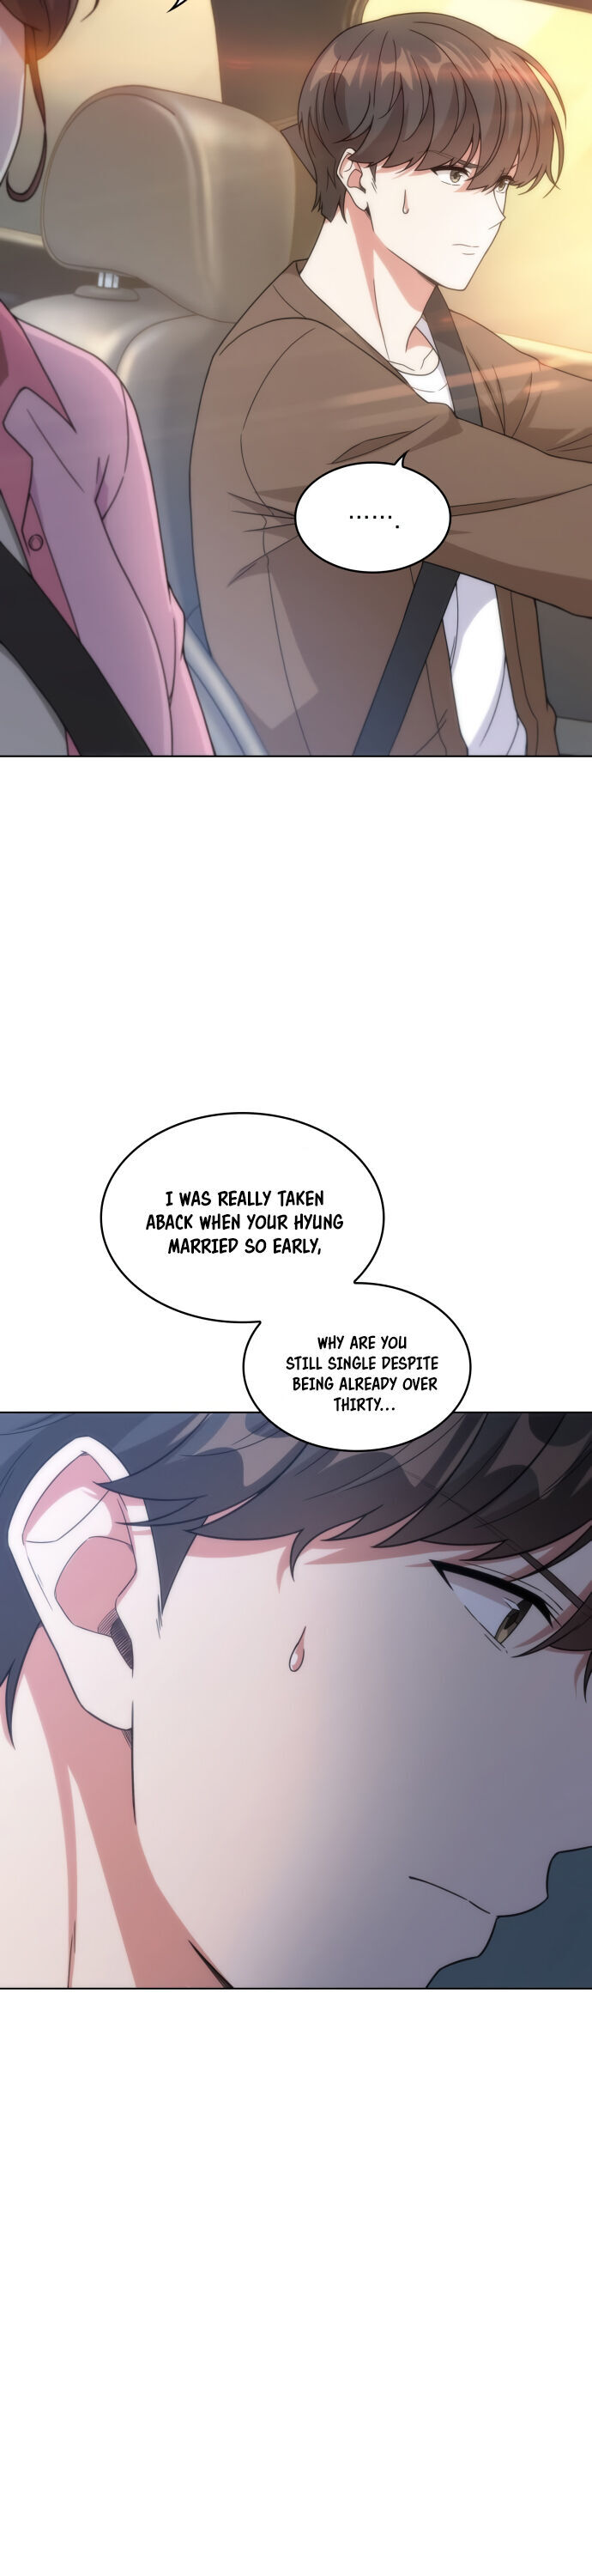 .......
I WAS REALLY TAKEN
ABACK WHEN YOUR HYUNG
MARRIED SO EARLY,
WHY ARE YOU
STILL SINGLE DESPITE
BEING ALREADY OVER
THIRTY...